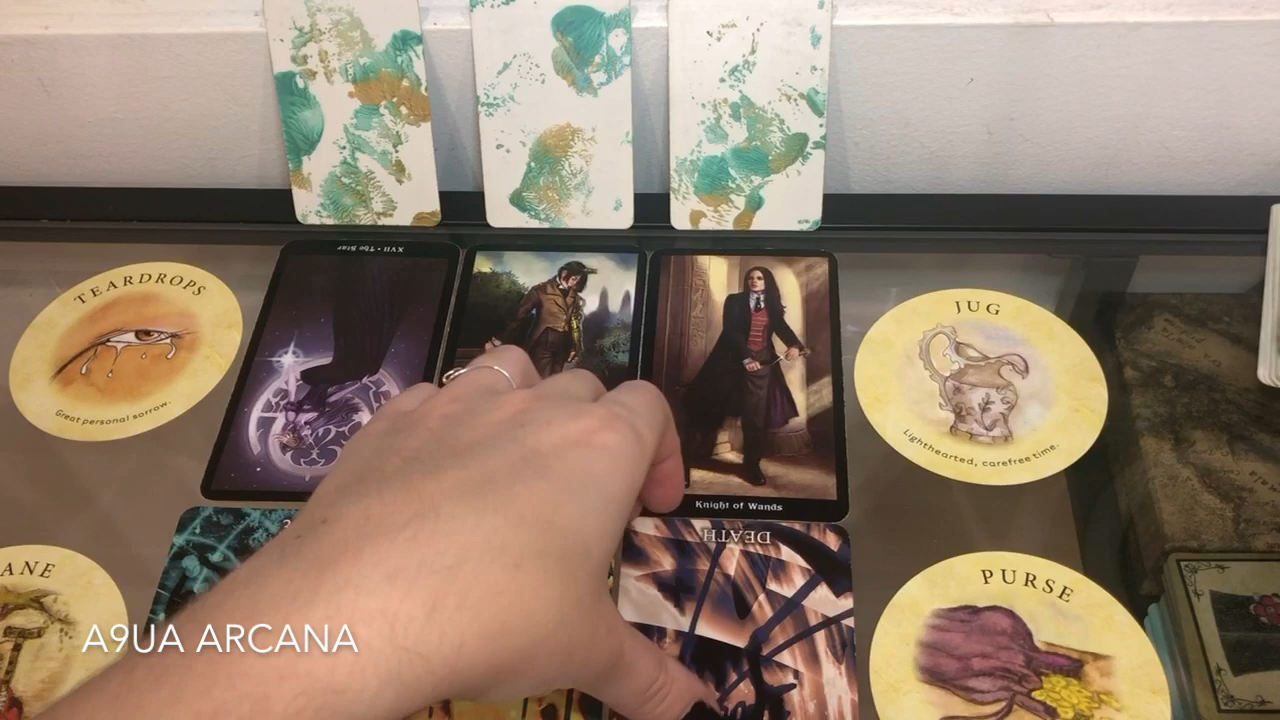 TEARDROPS
Great personal sorrow.
XVII • The Star
Knight of Wands
JUG
Lighthearted, carefree time.
DEATH
PURSE
ANE
A9UA ARCANA